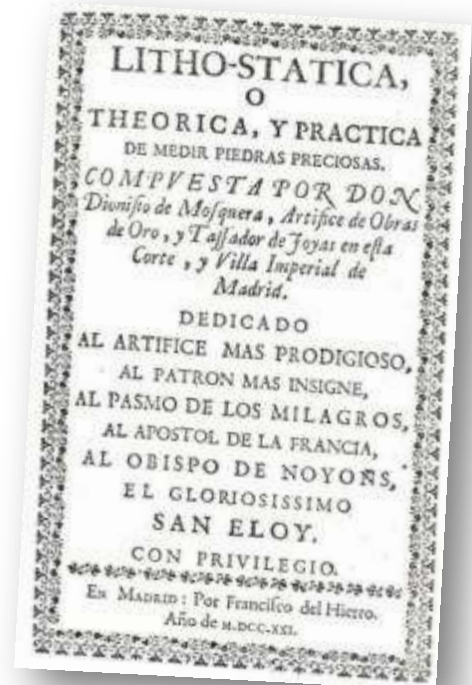 LITHO-STATICA,
O
THEORICA, Y PRACTICA
DE MEDIR PIEDRAS PRECIOSAS.
COMPVESTA POR DON
Dionisio de Mosquera, Artifice de Obras
de Oro, y Tassador de Joyas en esta
Corte, y Villa Imperial de
Madrid.
DEDICADO
AL ARTIFICE MAS PRODIGIOSO,
AL PATRON MAS INSIGNE,
AL PASMO DE LOS MILAGROS,
AL APOSTOL DE LA FRANCIA,
AL OBISPO DE NOYOÑS,
EL GLORIOSISSIMO
SAN ELOY.
CON PRIVILEGIO.
EN MADRID: Por Francisco del Hierro.
Año de M.DCC.XXI.